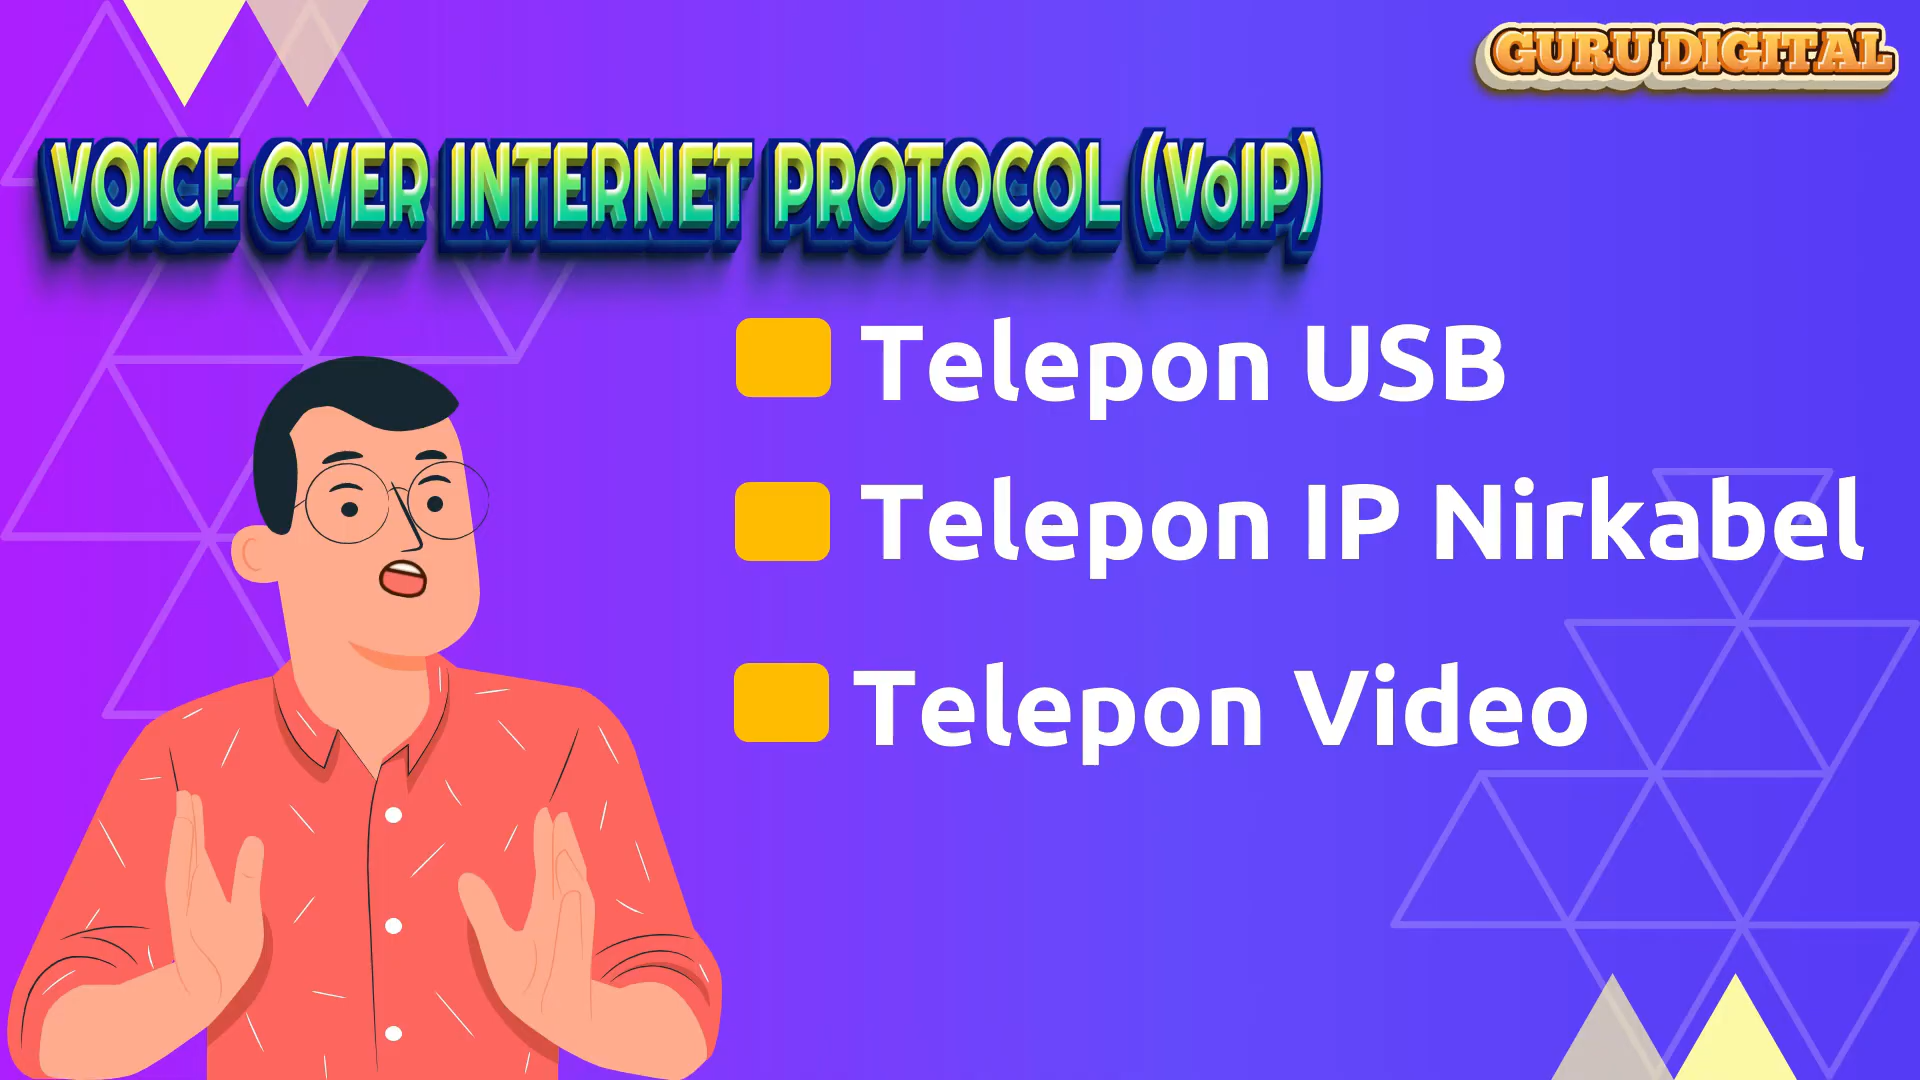 GURU DIGITAL
VOICE OVER INTERNET PROTOCOL (VoIP)
Telepon USB
Telepon IP Nirkabel
Telepon Video